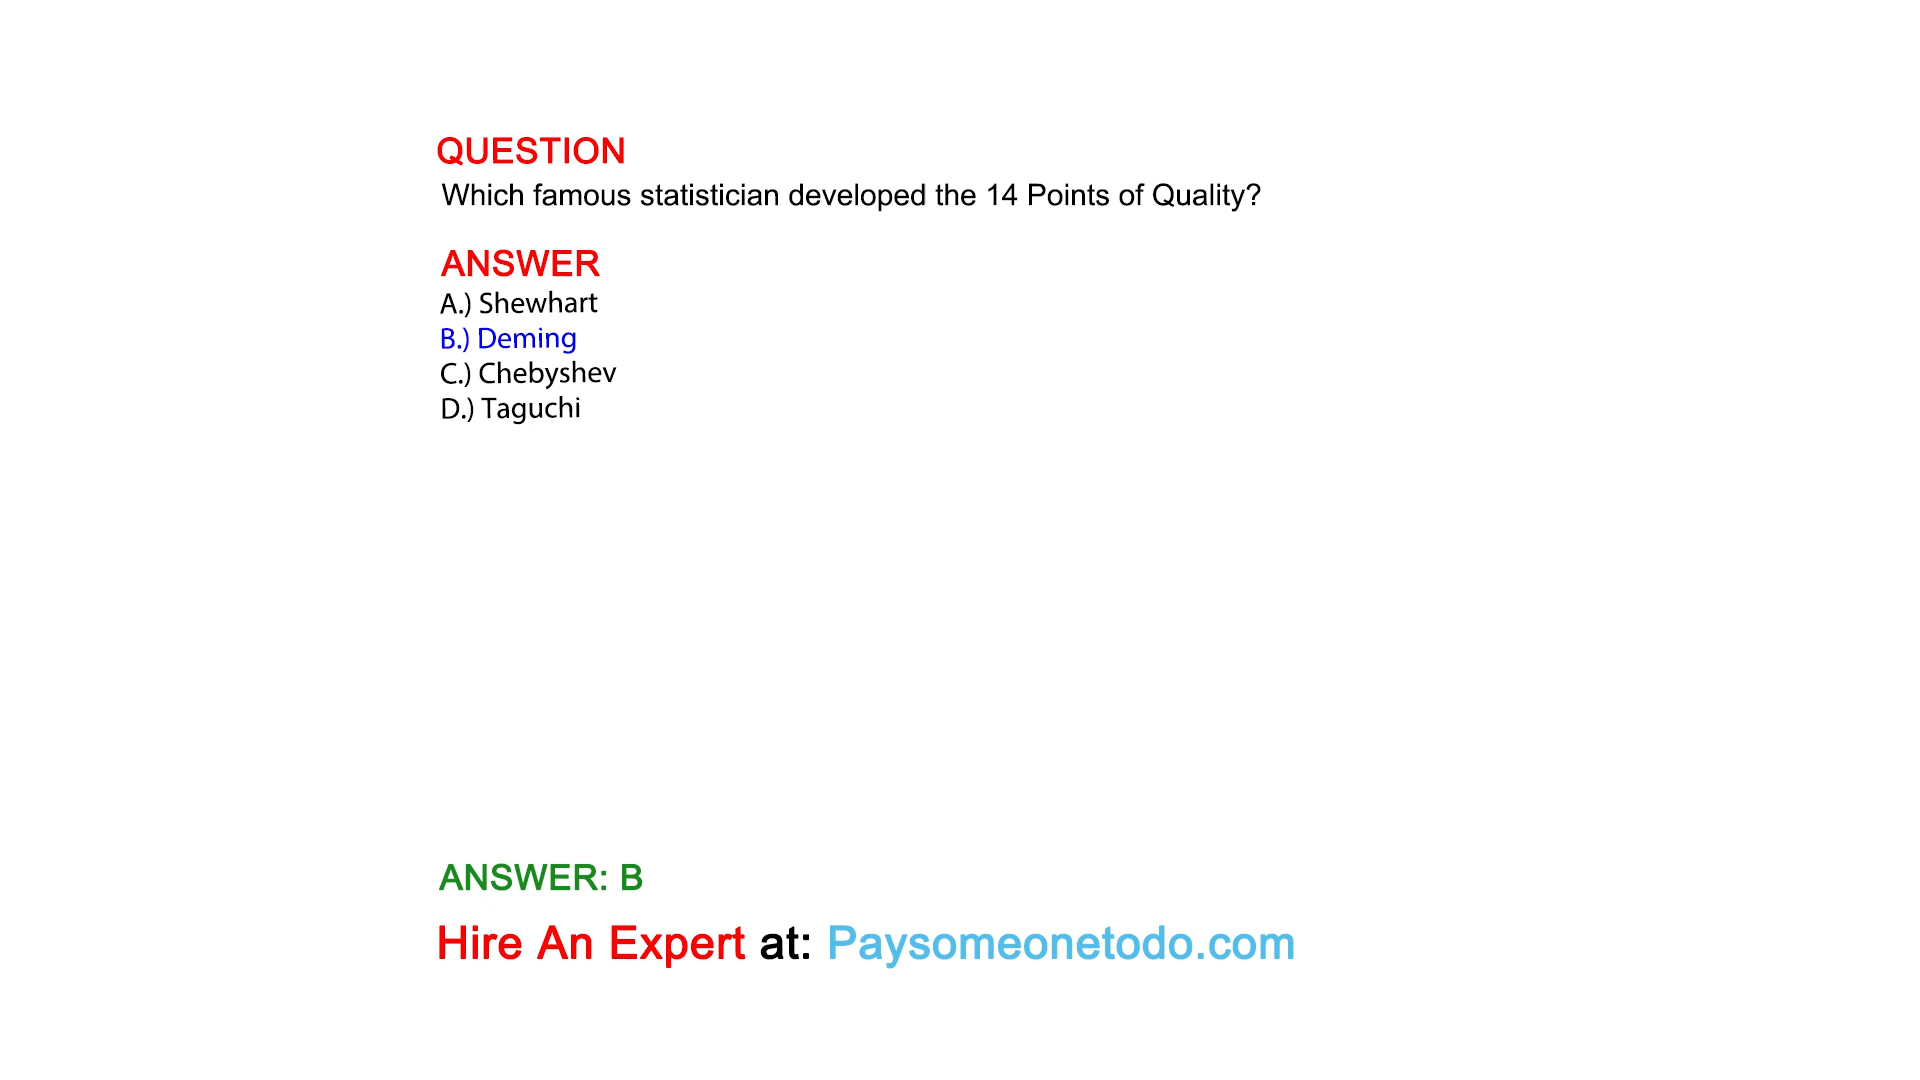 QUESTION
Which famous statistician developed the 14 Points of Quality?
ANSWER
A.) Shewhart
B.) Deming
C.) Chebyshev
D.) Taguchi
ANSWER: B
Hire An Expert at: Paysomeonetodo.com